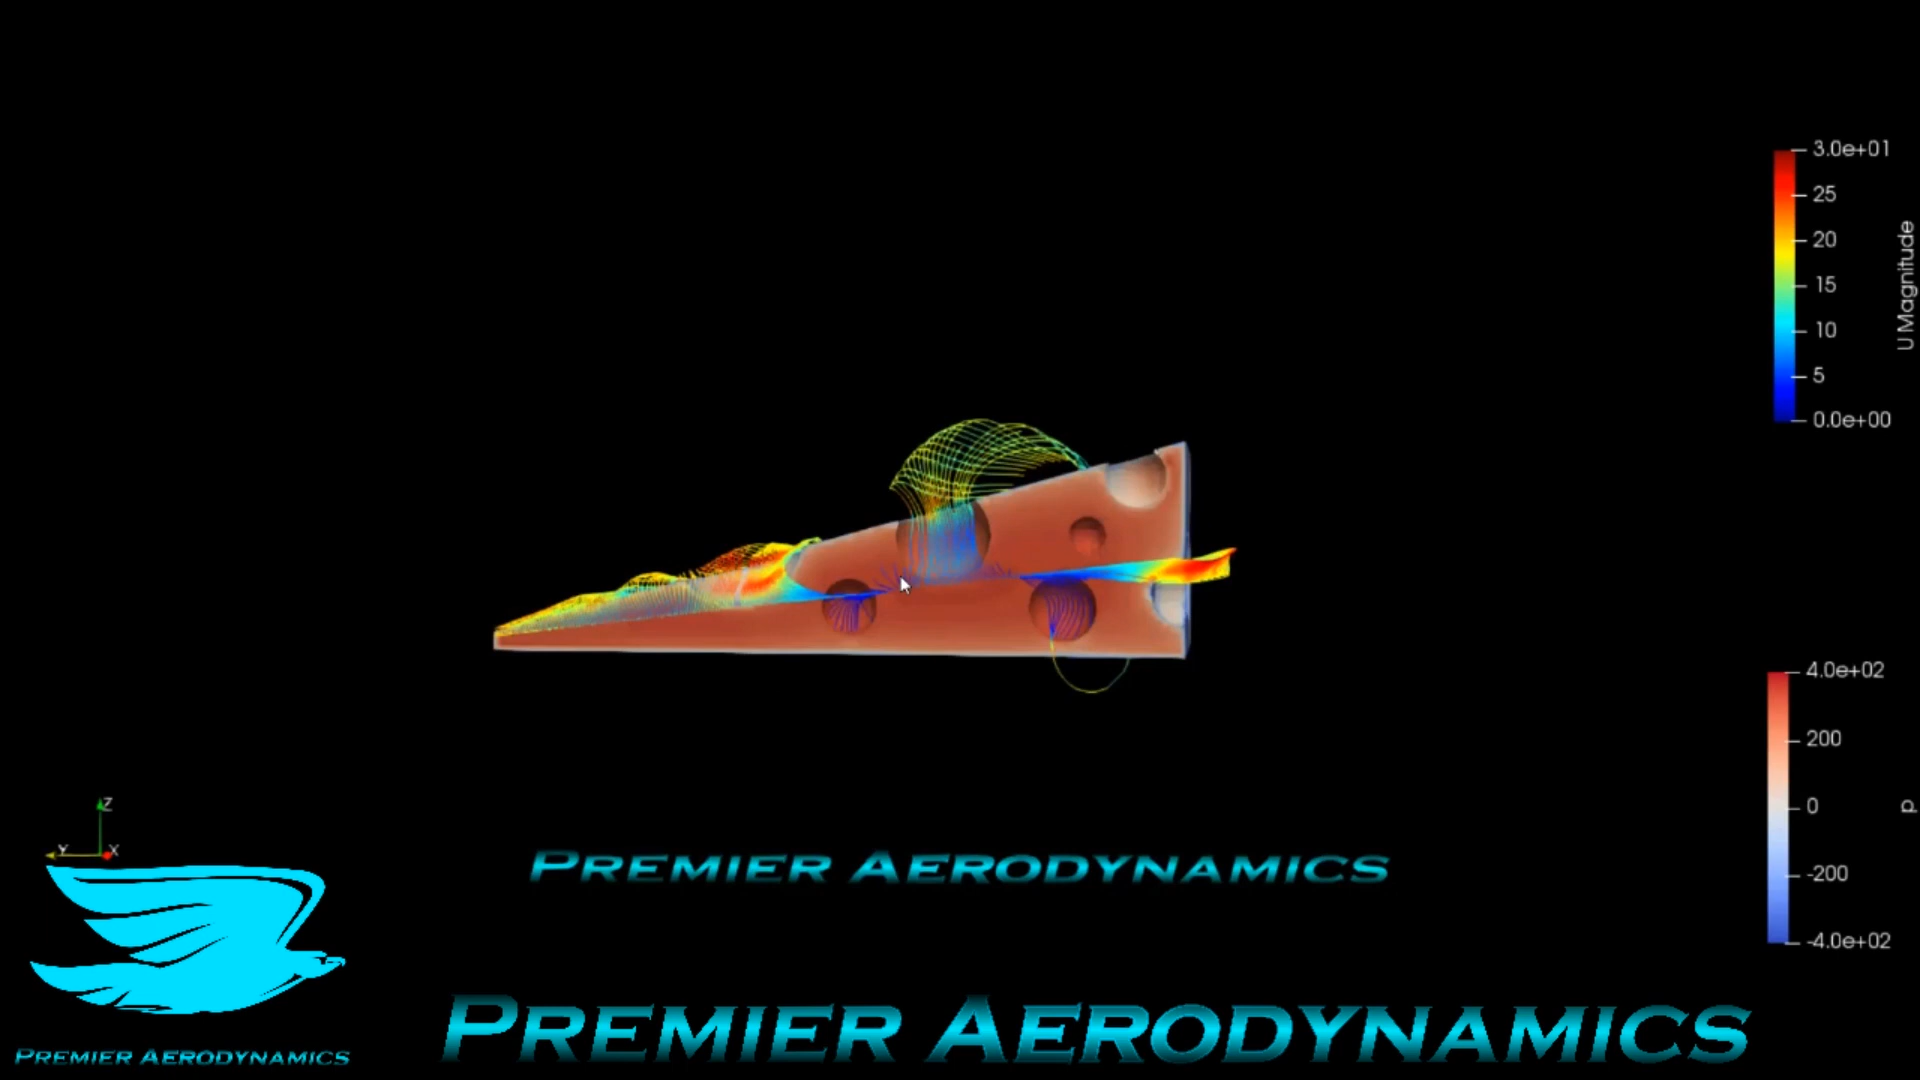 3.0e+01
25
20
15
10
5
0.0e+00
U Magnitude
4.0e+02
200
0
-200
-4.0e+02
p
Z
Y
X
PREMIER AERODYNAMICS
PREMIER AERODYNAMICS
PREMIER AERODYNAMICS